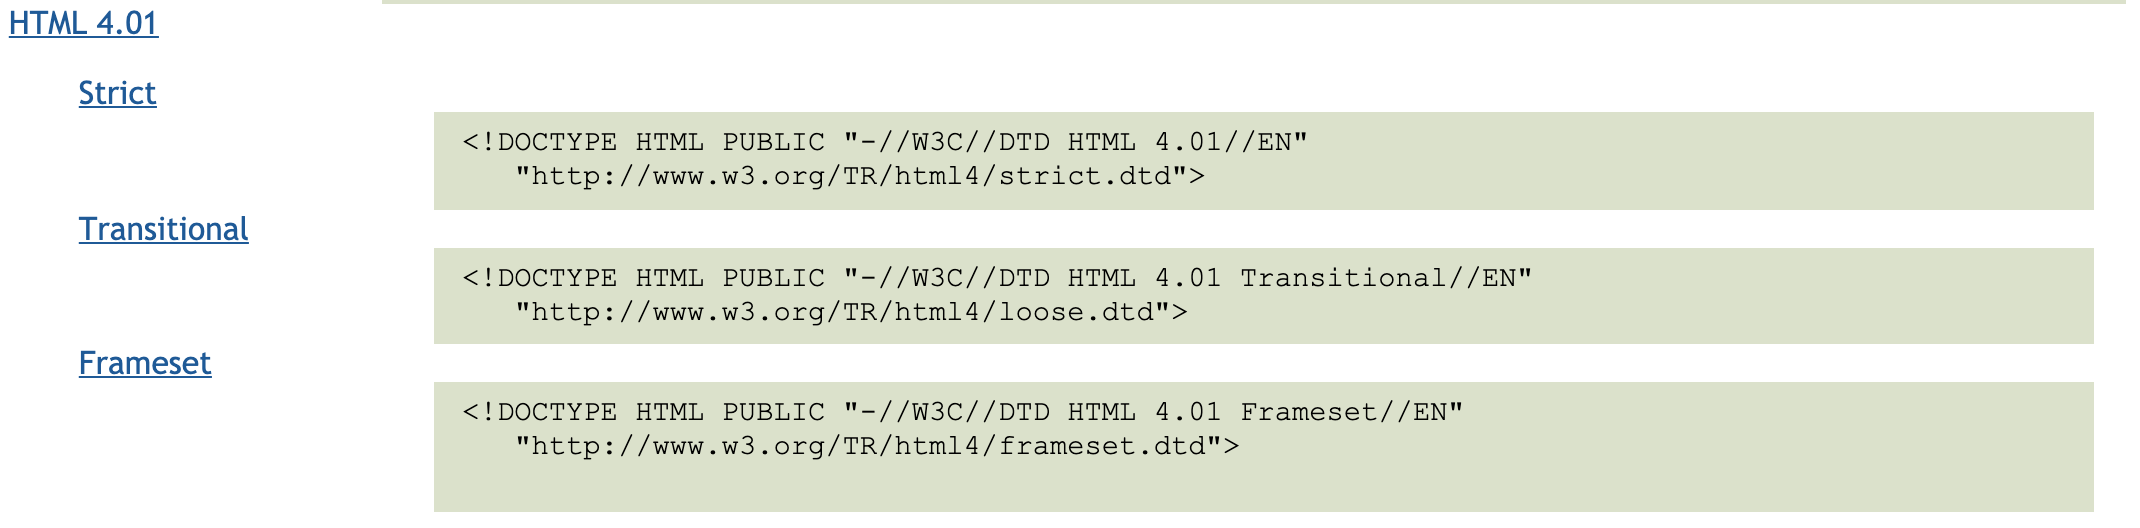 HTML 4.01
Strict
<!DOCTYPE HTML PUBLIC "-//W3C//DTD HTML 4.01//EN"
"http://www.w3.org/TR/html4/strict.dtd">
Transitional
<!DOCTYPE HTML PUBLIC "-//W3C//DTD HTML 4.01 Transitional//EN"
"http://www.w3.org/TR/html4/loose.dtd">
Frameset
<!DOCTYPE HTML PUBLIC "-//W3C//DTD HTML 4.01 Frameset//EN"
"http://www.w3.org/TR/html4/frameset.dtd">